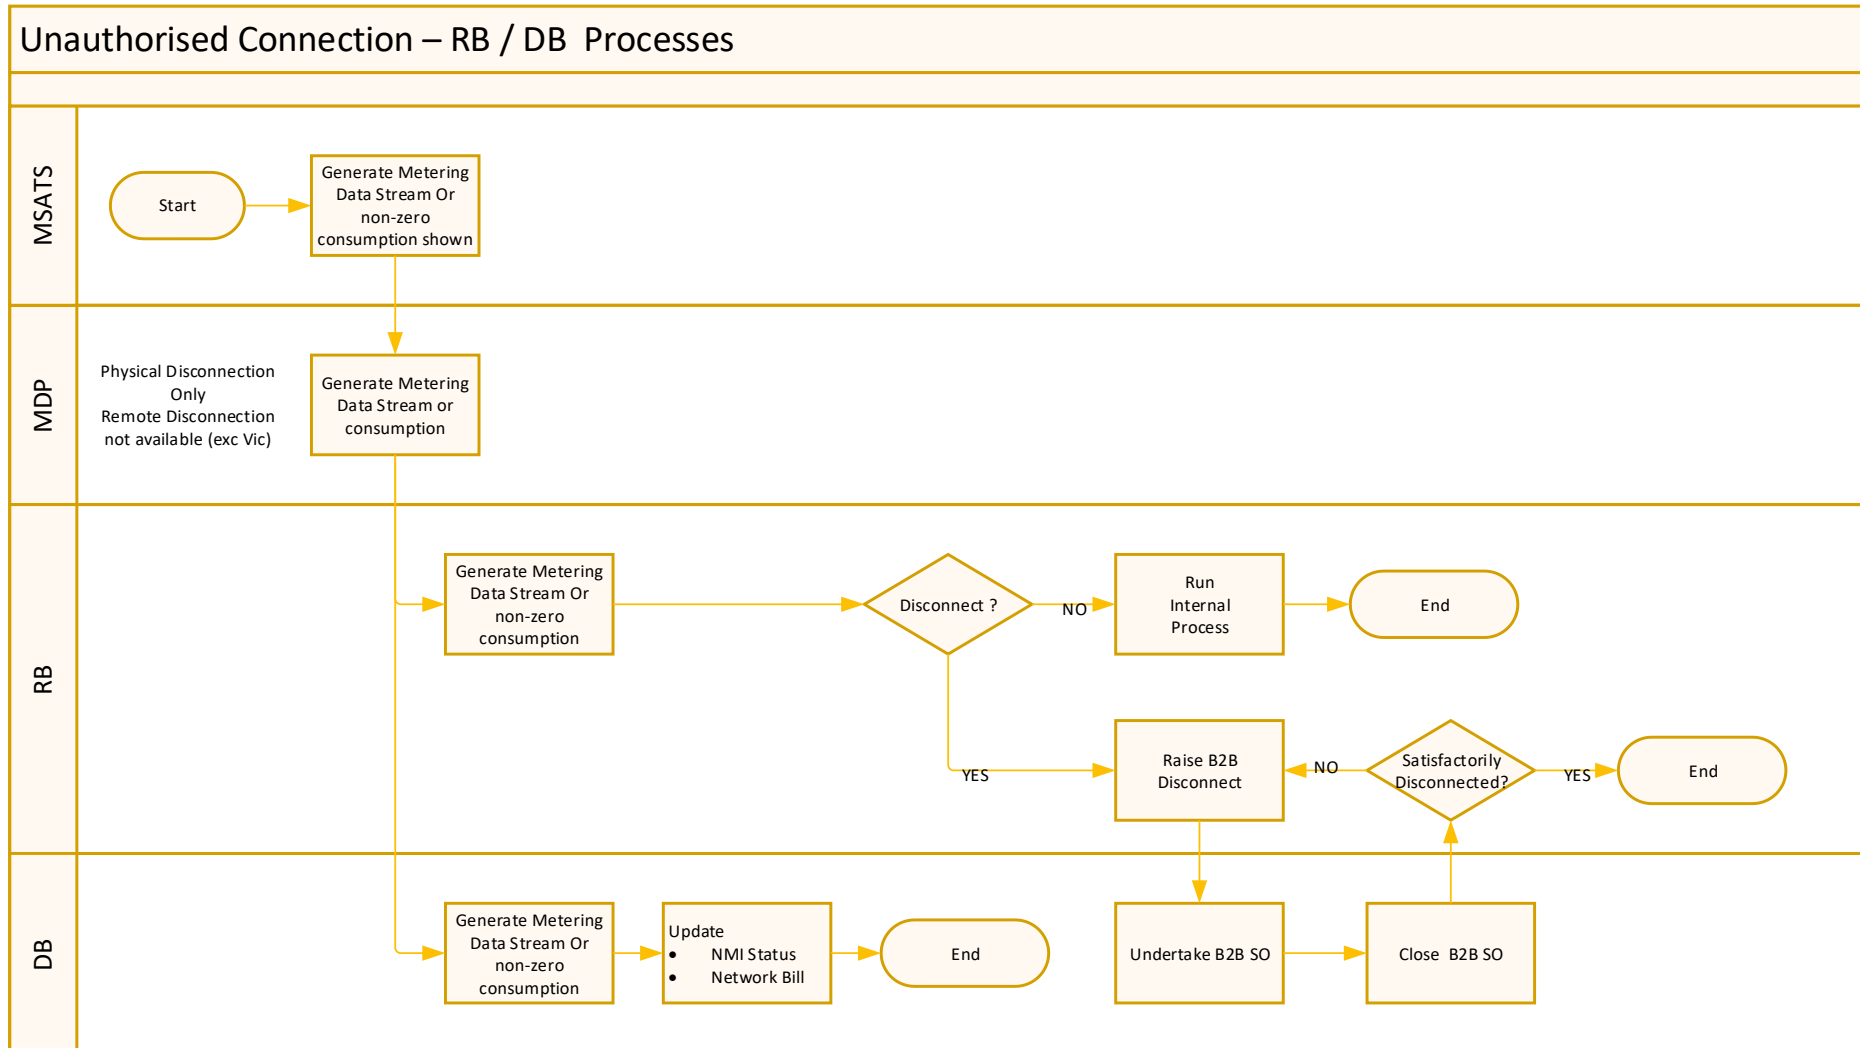 Unauthorised Connection – RB / DB  Processes
MSATS
Start
Generate Metering
Data Stream Or
non-zero
consumption shown
MDP
Physical Disconnection
Only
Remote Disconnection
not available (exc Vic)
Generate Metering
Data Stream or
consumption
RB
Generate Metering
Data Stream Or
non-zero
consumption
Disconnect ?
NO
Run
Internal
Process
End
YES
Raise B2B
Disconnect
NO
Satisfactorily
Disconnected?
YES
End
DB
Generate Metering
Data Stream Or
non-zero
consumption
Update
• NMI Status
• Network Bill
End
Undertake B2B SO
Close  B2B SO